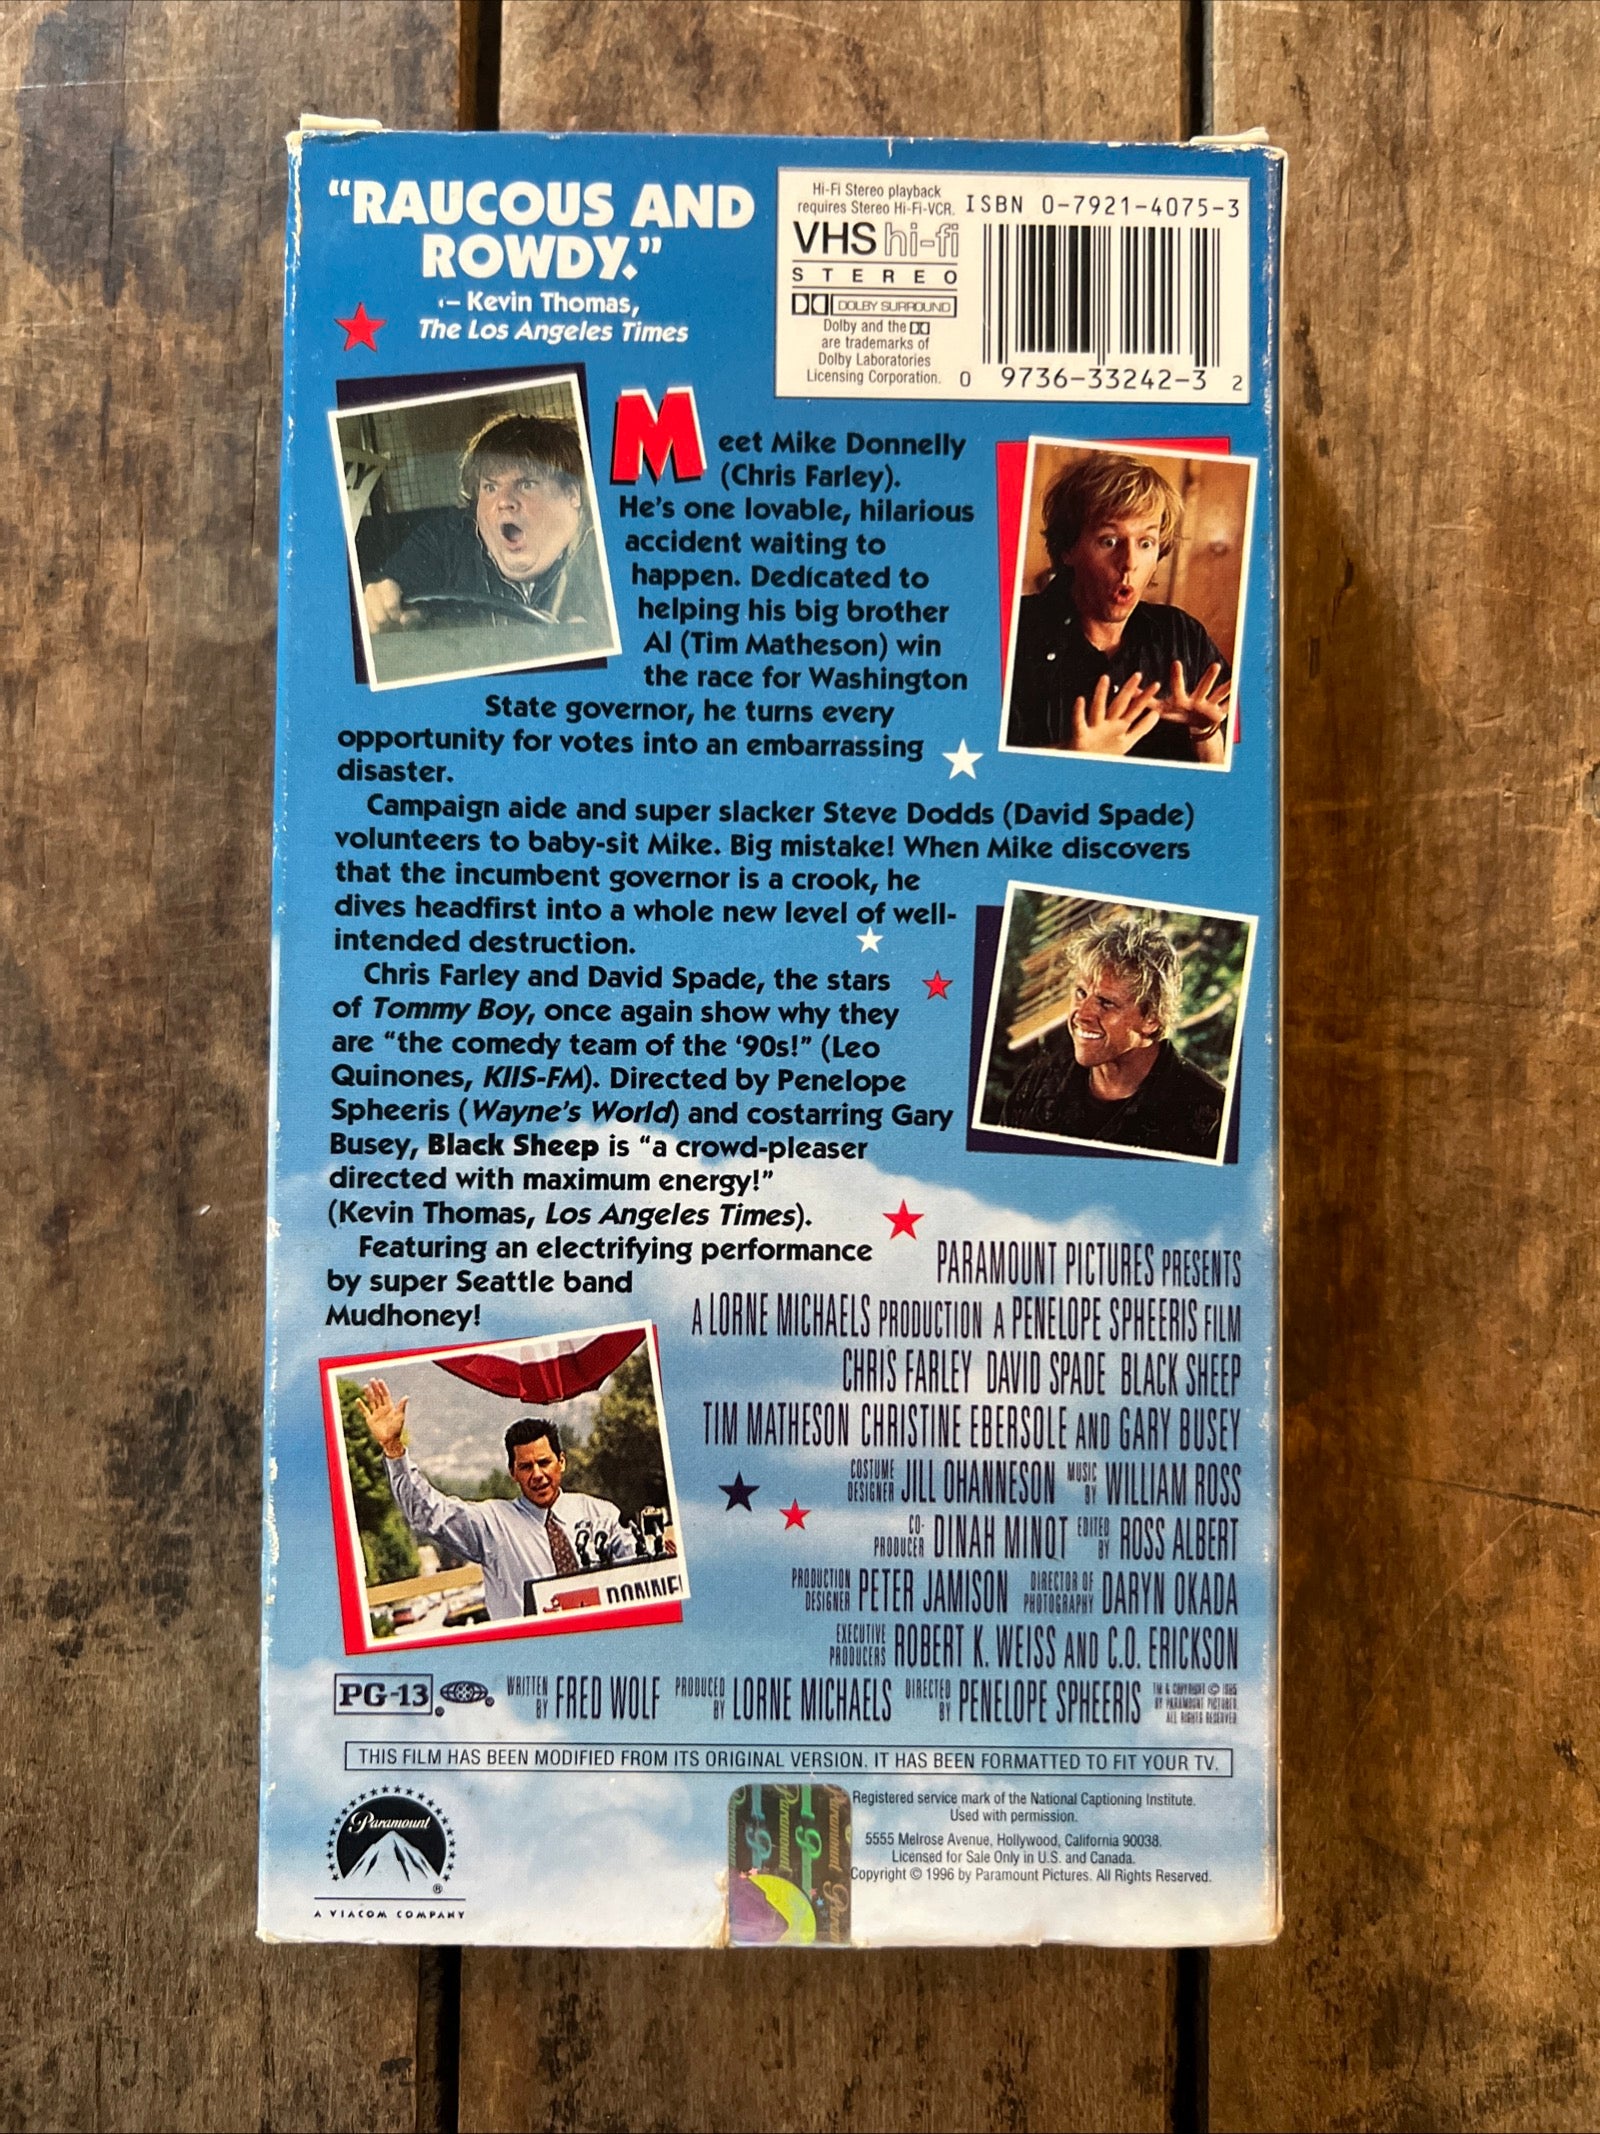 “RAUCOUS AND
ROWDY.”
– Kevin Thomas,
The Los Angeles Times
Hi-Fi Stereo playback
requires Stereo Hi-Fi-VCR.
VHS hi-fi
STEREO
DOLBY SURROUND
Dolby and the
are trademarks of
Dolby Laboratories
Licensing Corporation.
ISBN 0-7921-4075-3
0 9736-33242-3 2
Meet Mike Donnelly
(Chris Farley).
He’s one lovable, hilarious
accident waiting to
happen. Dedicated to
helping his big brother
Al (Tim Matheson) win
the race for Washington
State governor, he turns every
opportunity for votes into an embarrassing
disaster.
Campaign aide and super slacker Steve Dodds (David Spade)
volunteers to baby-sit Mike. Big mistake! When Mike discovers
that the incumbent governor is a crook, he
dives headfirst into a whole new level of well-
intended destruction.
Chris Farley and David Spade, the stars
of Tommy Boy, once again show why they
are “the comedy team of the ‘90s!” (Leo
Quinones, KIIS-FM). Directed by Penelope
Spheeris (Wayne’s World) and costarring Gary
Busey, Black Sheep is “a crowd-pleaser
directed with maximum energy!”
(Kevin Thomas, Los Angeles Times).
Featuring an electrifying performance
by super Seattle band
Mudhoney!
DONNEL
PARAMOUNT PICTURES PRESENTS
A LORNE MICHAELS PRODUCTION A PENELOPE SPHEERIS FILM
CHRIS FARLEY DAVID SPADE BLACK SHEEP
TIM MATHESON CHRISTINE EBERSOLE AND GARY BUSEY
COSTUME DESIGNER JILL OHANNESON MUSIC BY WILLIAM ROSS
CO-PRODUCER DINAH MINOT EDITED BY ROSS ALBERT
PRODUCTION DESIGNER PETER JAMISON DIRECTOR OF PHOTOGRAPHY DARYN OKADA
EXECUTIVE PRODUCERS ROBERT K. WEISS AND C.O. ERICKSON
PG-13 ® WRITTEN BY FRED WOLF PRODUCED BY LORNE MICHAELS DIRECTED BY PENELOPE SPHEERIS
TM & COPYRIGHT ©
BY PARAMOUNT PICTURES.
ALL RIGHTS RESERVED
THIS FILM HAS BEEN MODIFIED FROM ITS ORIGINAL VERSION. IT HAS BEEN FORMATTED TO FIT YOUR TV.
Paramount
®
A VIACOM COMPANY
Paramount
Registered service mark of the National Captioning Institute.
Used with permission.
5555 Melrose Avenue, Hollywood, California 90038.
Licensed for Sale Only in U.S. and Canada.
Copyright © 1996 by Paramount Pictures. All Rights Reserved.